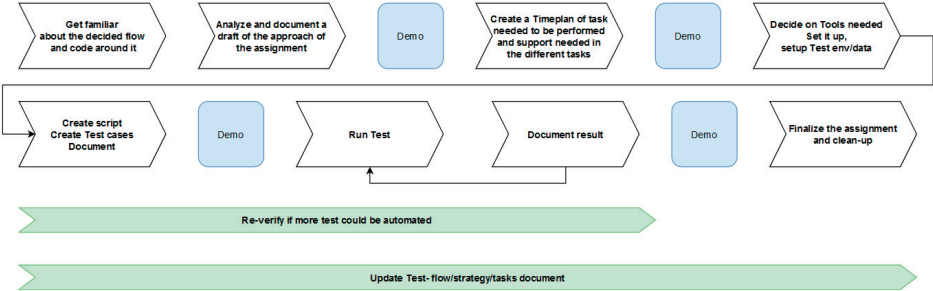 Get familiar
about the decided flow
and code around it
Analyze and document a
draft of the approach of
the assignment
Demo
Create a Timeplan of task
needed to be performed
and support needed in
the different tasks
Demo
Decide on Tools needed
Set it up,
setup Test env/data
Create script
Create Test cases
Document
Demo
Run Test
Document result
Demo
Finalize the assignment
and clean-up
Re-verify if more test could be automated
Update Test- flow/strategy/tasks document